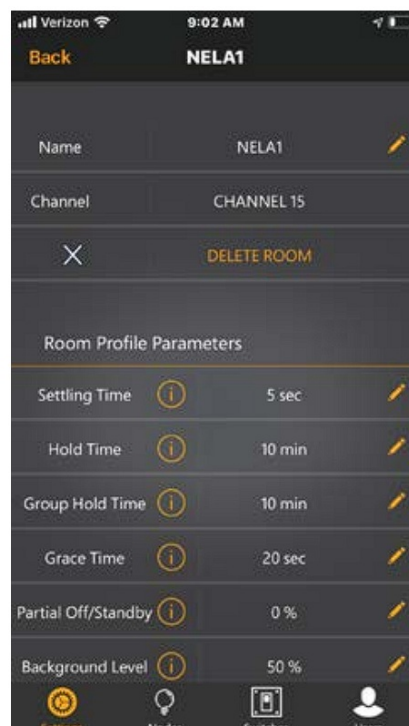 Verizon 9:02 AM
Back NELA1
Name NELA1
Channel CHANNEL 15
DELETE ROOM
Room Profile Parameters
Settling Time i 5 sec
Hold Time i 10 min
Group Hold Time i 10 min
Grace Time i 20 sec
Partial Off/Standby i 0 %
Background Level i 50 %